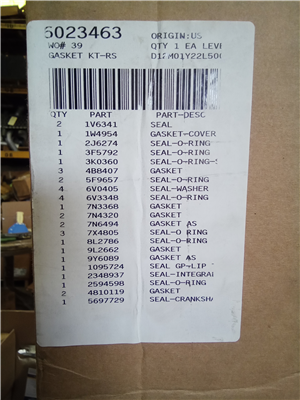 6023463 ORIGIN:US
WO# 39 QTY 1 EA LEVE
GASKET KT-RS D12M01Y22L500
QTY PART PART-DESC
2 1V6341 SEAL
1 1W4954 GASKET-COVER
1 2J6274 SEAL-O-RING
1 3F5792 SEAL-O-RING
1 3K0360 SEAL-O-RING-S
3 4B8407 GASKET
2 5F9657 SEAL-O-RING
4 6V0405 SEAL-WASHER
4 6V3348 SEAL-O-RING
1 7N3368 GASKET
2 7N4320 GASKET
2 7N6494 GASKET AS
3 7X4805 SEAL-O RING
1 8L2786 SEAL-O-RING
1 9L2662 GASKET
1 9Y6089 GASKET AS
1 1095724 SEAL GP-LIP
1 2348937 SEAL-INTEGRAL
1 2594598 SEAL-O-RING
2 4810119 GASKET
1 5697729 SEAL-CRANKSHA